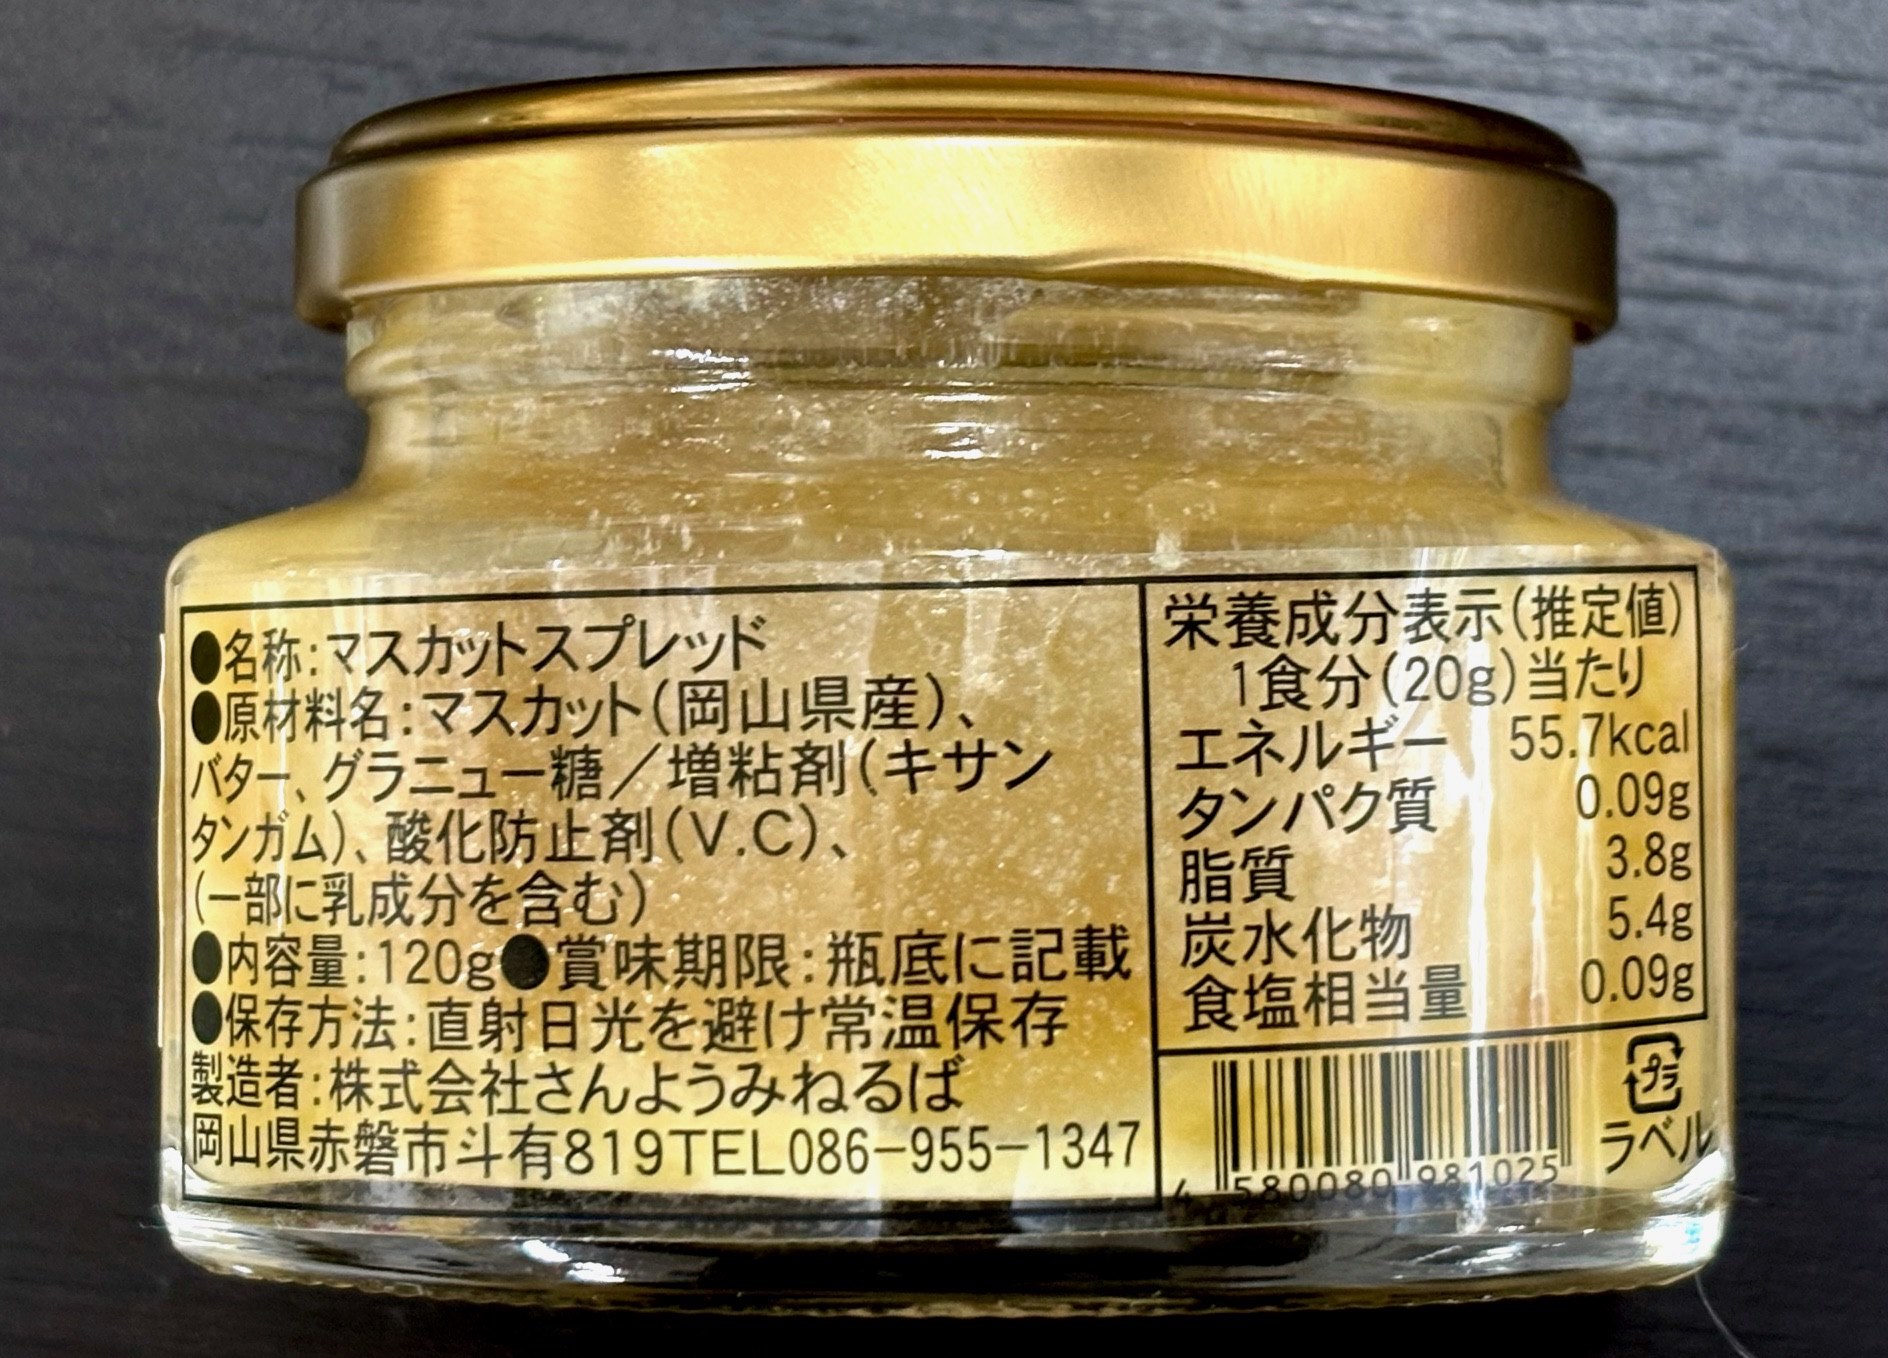 ●名称:マスカットスプレッド
●原材料名:マスカット(岡山県産)、
バター、グラニュー糖／増粘剤(キサン
タンガム)、酸化防止剤(V.C)、
(一部に乳成分を含む)
●内容量:120g●賞味期限:瓶底に記載
●保存方法:直射日光を避け常温保存
製造者:株式会社さんようみねるば
岡山県赤磐市斗有819TEL086-955-1347
栄養成分表示(推定値)
1食分(20g)当たり
エネルギー 55.7kcal
タンパク質 0.09g
脂質 3.8g
炭水化物 5.4g
食塩相当量 0.09g
プラ
ラベル
4 580080 981025